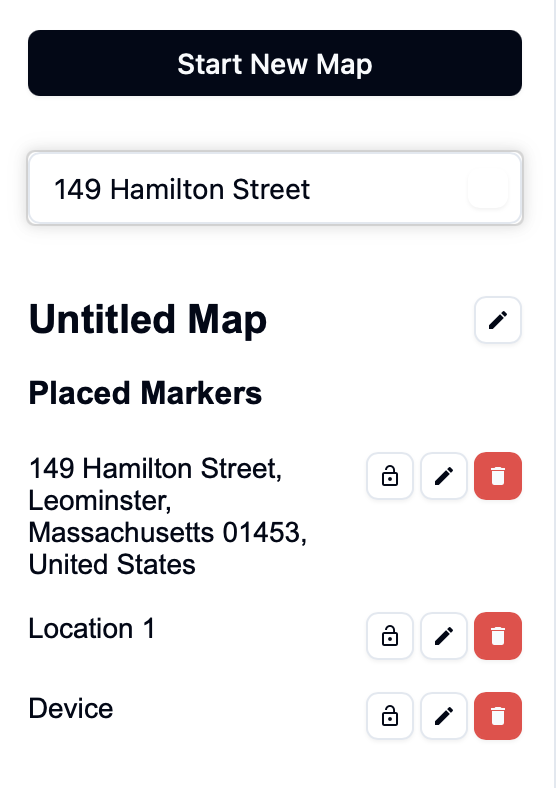 Start New Map
149 Hamilton Street
Untitled Map
Placed Markers
149 Hamilton Street,
Leominster,
Massachusetts 01453,
United States
Location 1
Device